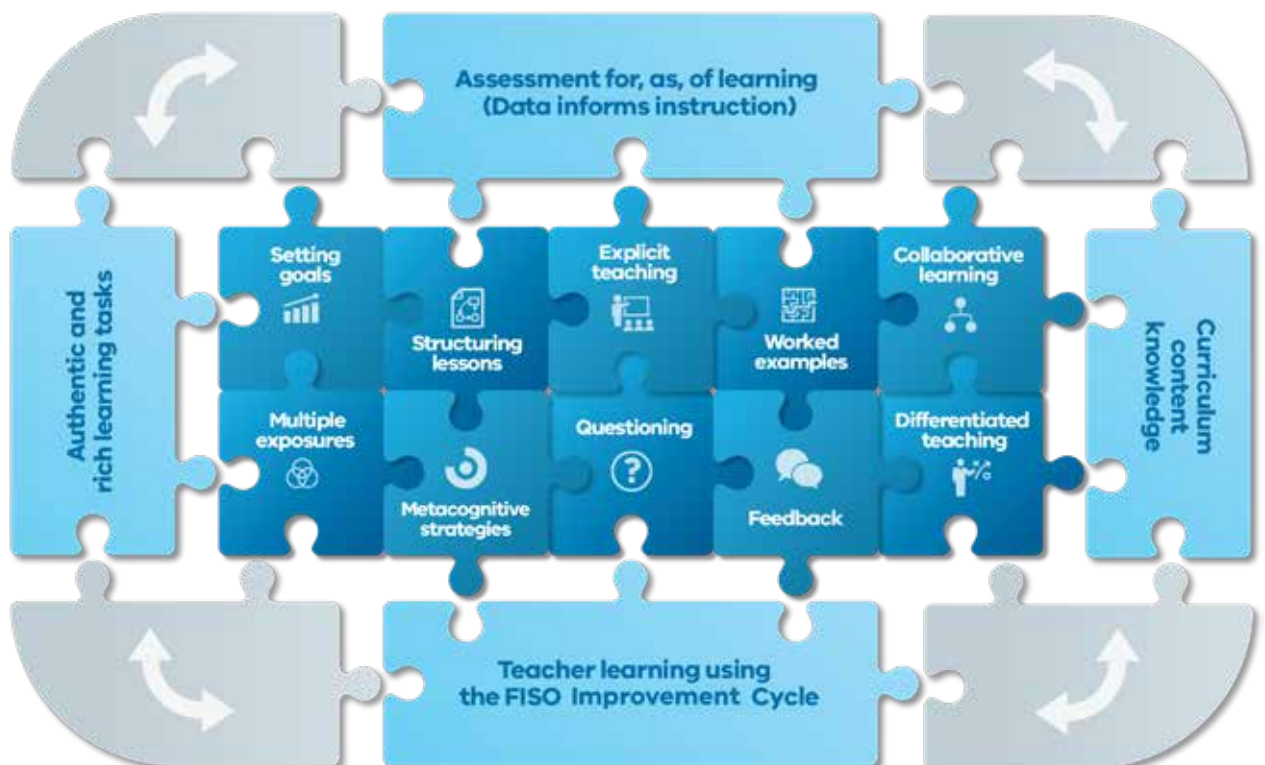 Assessment for, as, of learning
(Data informs instruction)
Authentic and
rich learning tasks
Setting
goals
Structuring
lessons
Explicit
teaching
Worked
examples
Collaborative
learning
Multiple
exposures
Metacognitive
strategies
Questioning
?
Feedback
Differentiated
teaching
Curriculum
content
knowledge
Teacher learning using
the FISO Improvement Cycle